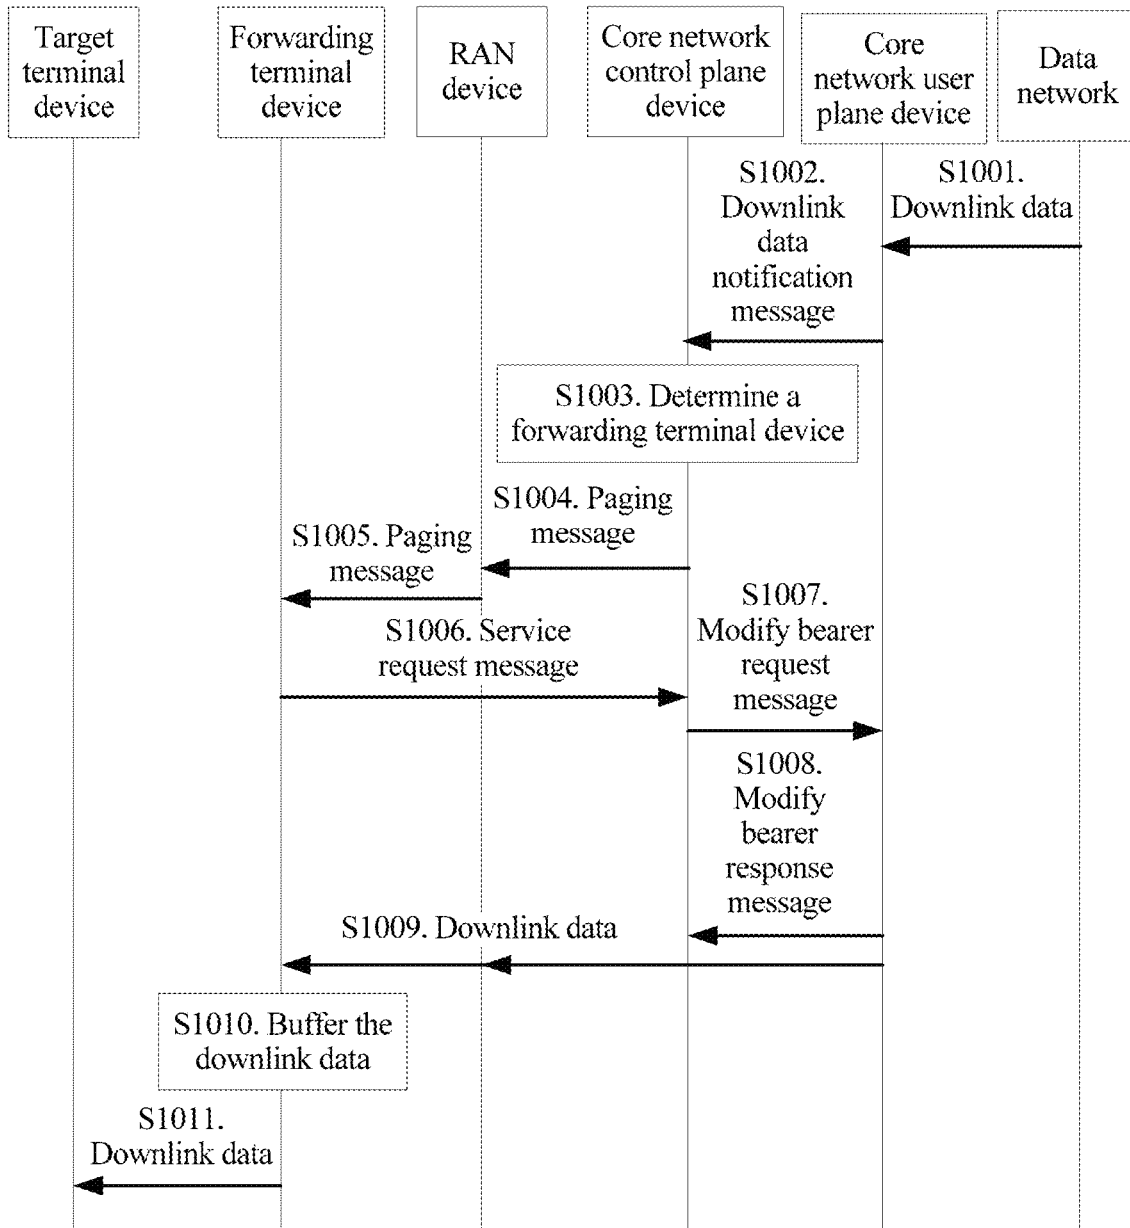 Target
terminal
device
Forwarding
terminal
device
RAN
device
Core network
control plane
device
Core
network user
plane device
Data
network
S1001.
Downlink data
S1002.
Downlink
data
notification
message
S1003. Determine a
forwarding terminal device
S1004. Paging
message
S1005. Paging
message
S1006. Service
request message
S1007.
Modify bearer
request
message
S1008.
Modify
bearer
response
message
S1009. Downlink data
S1010. Buffer the
downlink data
S1011.
Downlink data